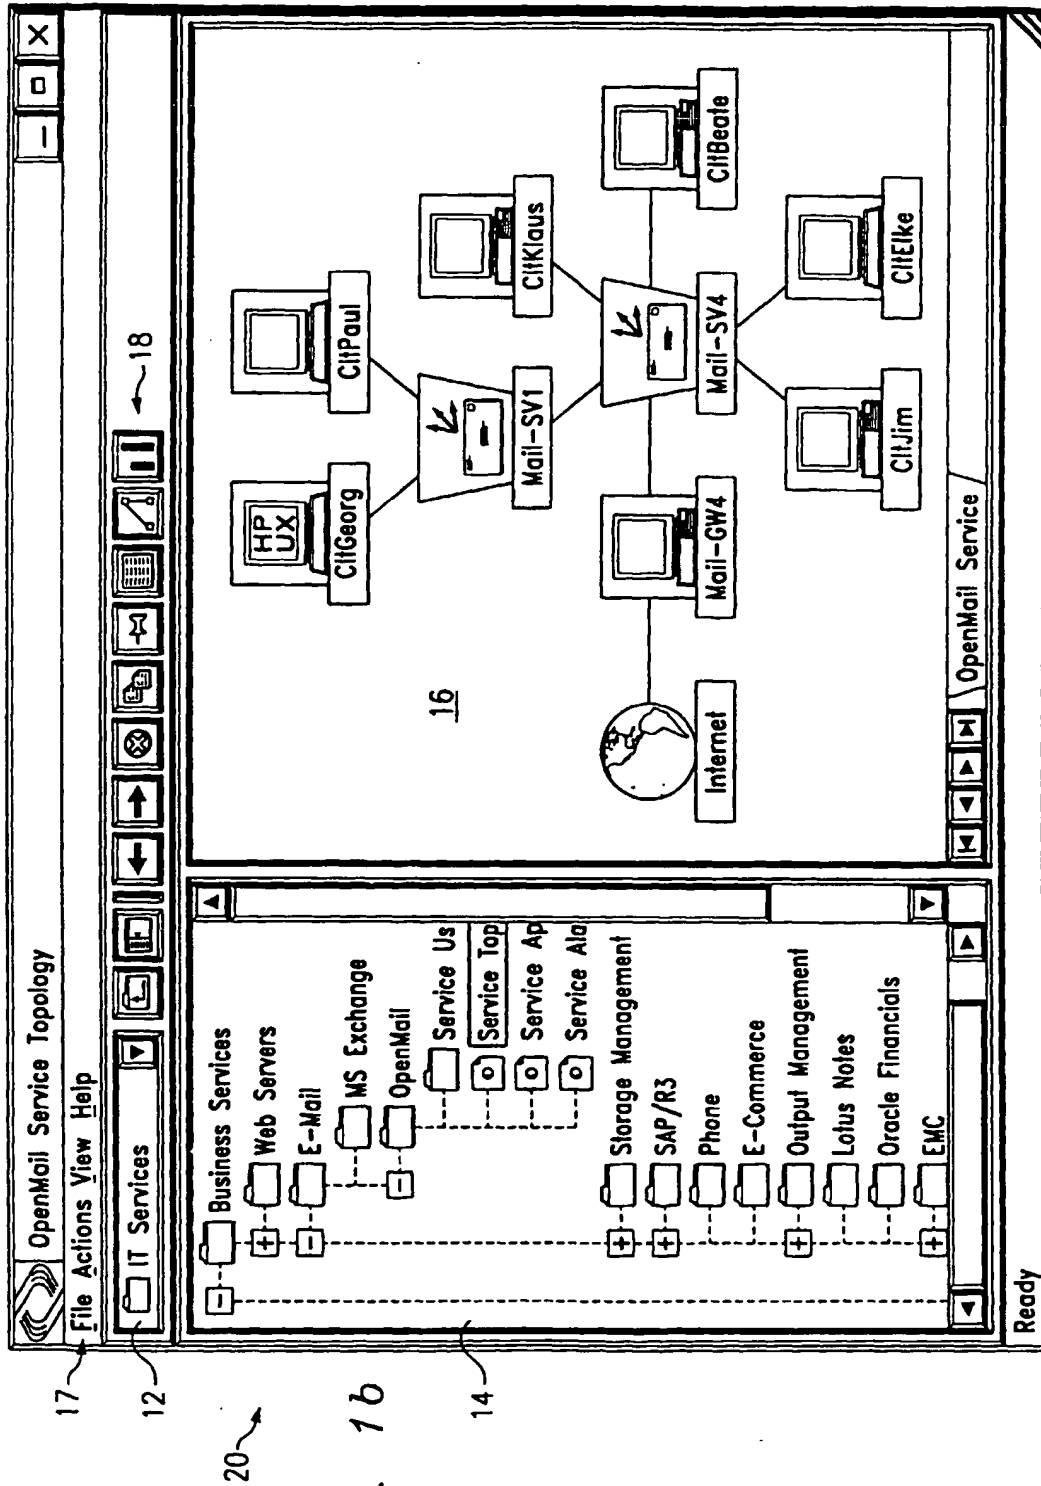 OpenMail Service Topology
File Actions View Help
IT Services
Business Services
Web Servers
E-Mail
MS Exchange
OpenMail
Service Us
Service Top
Service Ap
Service Ala
Storage Management
SAP/R3
Phone
E-Commerce
Output Management
Lotus Notes
Oracle Financials
EMC
HP
UX
CltGeorg
CltPaul
Mail-SV1
CltKlaus
Internet
Mail-GW4
Mail-SV4
CltBeate
CltJim
CltElke
OpenMail Service
Ready
17
12
20
1b
14
16
18